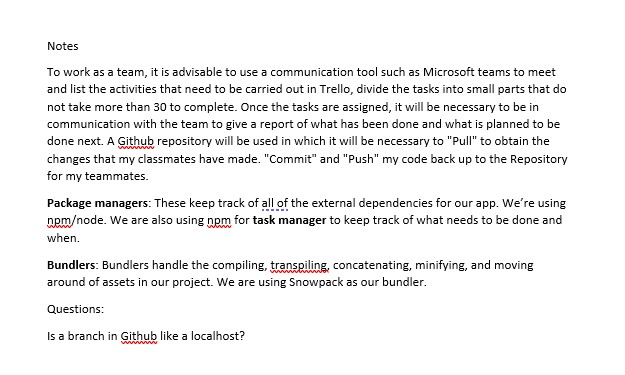 Notes
To work as a team, it is advisable to use a communication tool such as Microsoft teams to meet
and list the activities that need to be carried out in Trello, divide the tasks into small parts that do
not take more than 30 to complete. Once the tasks are assigned, it will be necessary to be in
communication with the team to give a report of what has been done and what is planned to be
done next. A Github repository will be used in which it will be necessary to "Pull" to obtain the
changes that my classmates have made. "Commit" and "Push" my code back up to the Repository
for my teammates.
Package managers: These keep track of all of the external dependencies for our app. We’re using
npm/node. We are also using npm for task manager to keep track of what needs to be done and
when.
Bundlers: Bundlers handle the compiling, transpiling, concatenating, minifying, and moving
around of assets in our project. We are using Snowpack as our bundler.
Questions:
Is a branch in Github like a localhost?